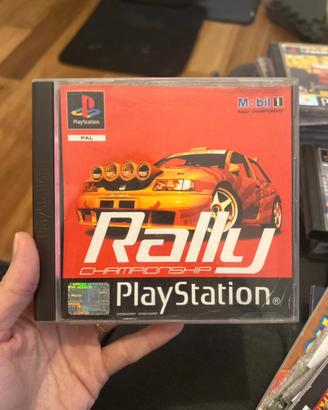 PlayStation
PAL
Mobil 1
RALLY CHAMPIONSHIP
Rally
CHAMPIONSHIP
PlayStation®
PlayStation